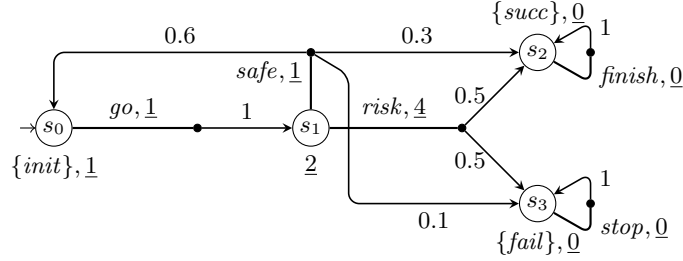 {succ}, 0
0.6
0.3
s2
1
safe, 1
finish, 0
go, 1
1
risk, 4
0.5
s0
s1
{init}, 1
2
0.5
1
0.1
s3
stop, 0
{fail}, 0